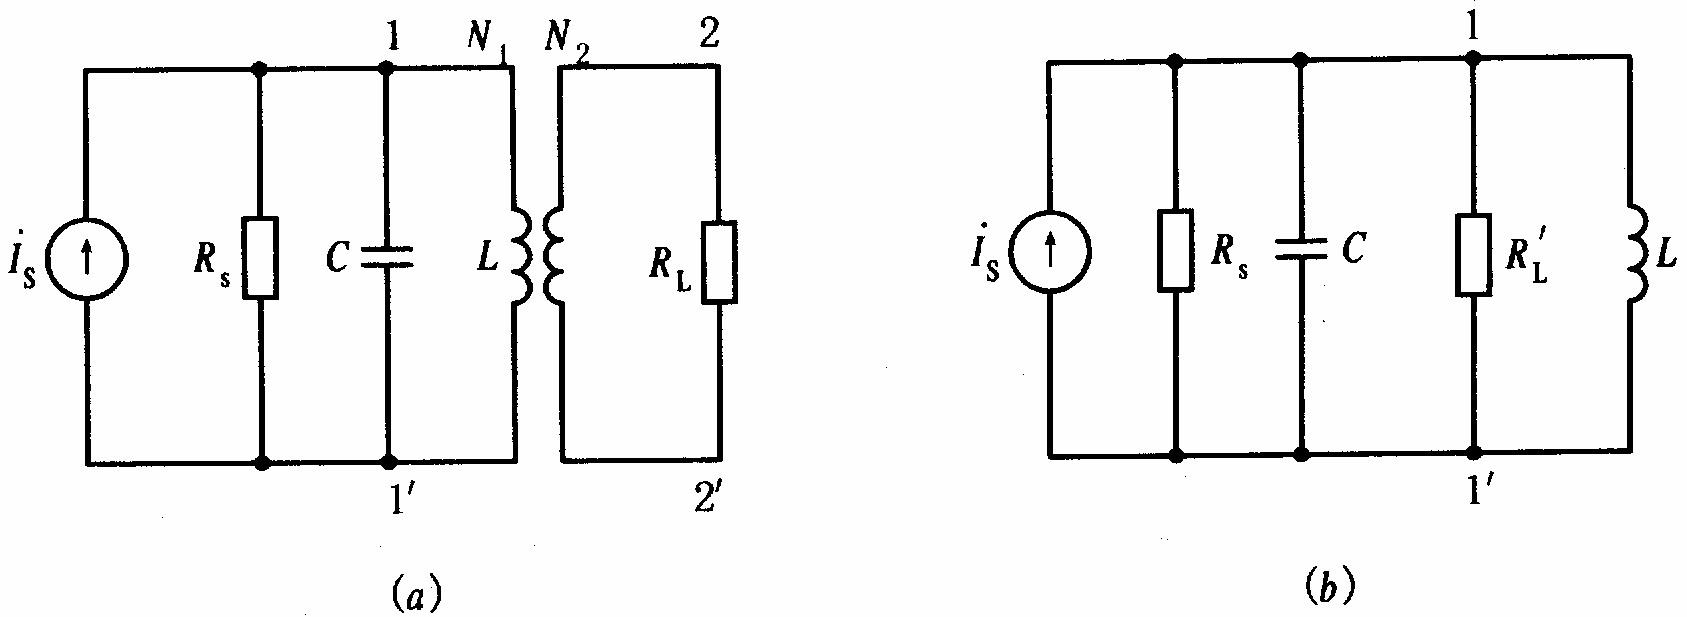 1 N₁ N₂ 2
i̇s Rs C L RL
1′ 2′
(a)
1
i̇s Rs C R′L L
1′
(b)